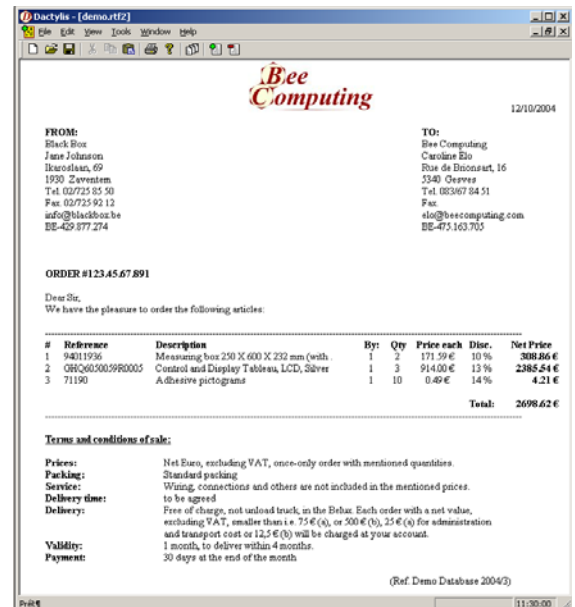 Dactylis - [demo.rtf2]
File Edit View Tools Window Help
Bee
Computing
12/10/2004
FROM:
Black Box
Jane Johnson
Ikaroslaan, 69
1930 Zaventem
Tel. 02/725 85 50
Fax. 02/725 92 12
info@blackbox.be
BE-429.877.274
TO:
Bee Computing
Caroline Elo
Rue de Brionsart, 16
5340 Gesves
Tel. 083/67 84 51
Fax.
elo@beecomputing.com
BE-475.163.705
ORDER #123.45.67.891
Dear Sir,
We have the pleasure to order the following articles:
# Reference Description By: Qty Price each Disc. Net Price
1 94011936 Measuring box 250 X 600 X 232 mm (with . 1 2 171.59 € 10 % 308.86 €
2 GHQ6050059R0005 Control and Display Tableau, LCD, Silver 1 3 914.00 € 13 % 2385.54 €
3 71190 Adhesive pictograms 1 10 0.49 € 14 % 4.21 €
Total: 2698.62 €
Terms and conditions of sale:
Prices: Net Euro, excluding VAT, once-only order with mentioned quantities.
Packing: Standard packing
Service: Wiring, connections and others are not included in the mentioned prices.
Delivery time: to be agreed
Delivery: Free of charge, not unload truck, in the Belux. Each order with a net value,
excluding VAT, smaller than i.e. 75 € (a), or 500 € (b), 25 € (a) for administration
and transport cost or 12,5 € (b) will be charged at your account.
Validity: 1 month, to deliver within 4 months.
Payment: 30 days at the end of the month
(Ref. Demo Database 2004/3)
Prêt¶
11:30:00